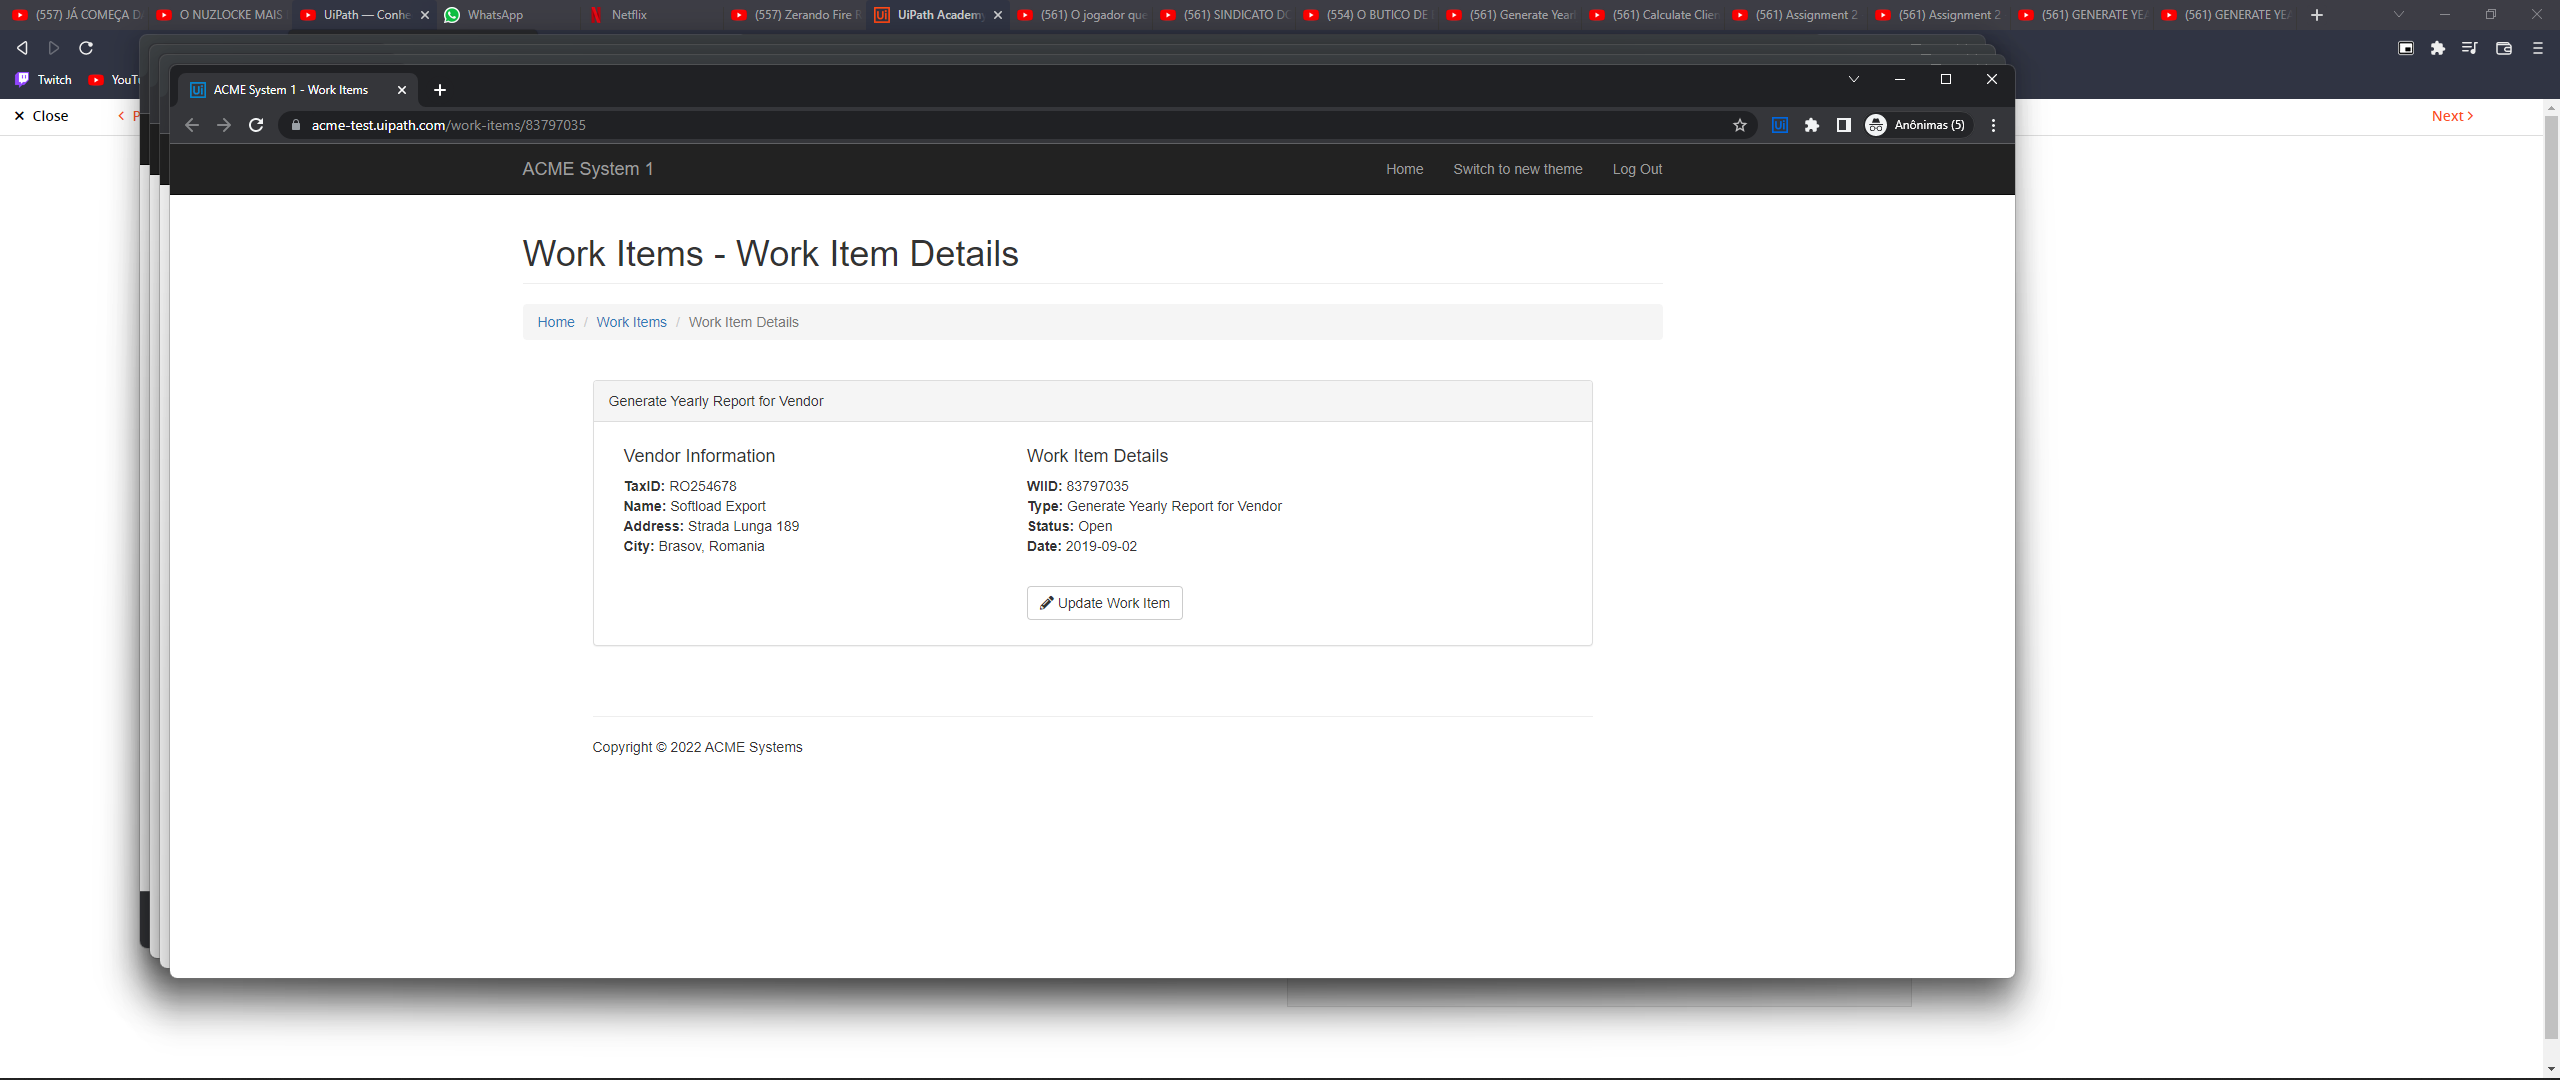 (557) JÁ COMEÇA D
O NUZLOCKE MAIS
UiPath — Conhe
WhatsApp
Netflix
(557) Zerando Fire R
UiPath Academy
(561) O jogador que
(561) SINDICATO DO
(554) O BUTICO DE
(561) Generate Yearl
(561) Calculate Clien
(561) Assignment 2
(561) Assignment 2
(561) GENERATE YEA
(561) GENERATE YEA
Twitch
YouTu
Close
P
Next
ACME System 1 - Work Items
acme-test.uipath.com/work-items/83797035
Ui
Anônimas (5)
ACME System 1
Home
Switch to new theme
Log Out
Work Items - Work Item Details
Home / Work Items / Work Item Details
Generate Yearly Report for Vendor
Vendor Information
TaxID: RO254678
Name: Softload Export
Address: Strada Lunga 189
City: Brasov, Romania
Work Item Details
WIID: 83797035
Type: Generate Yearly Report for Vendor
Status: Open
Date: 2019-09-02
Update Work Item
Copyright © 2022 ACME Systems